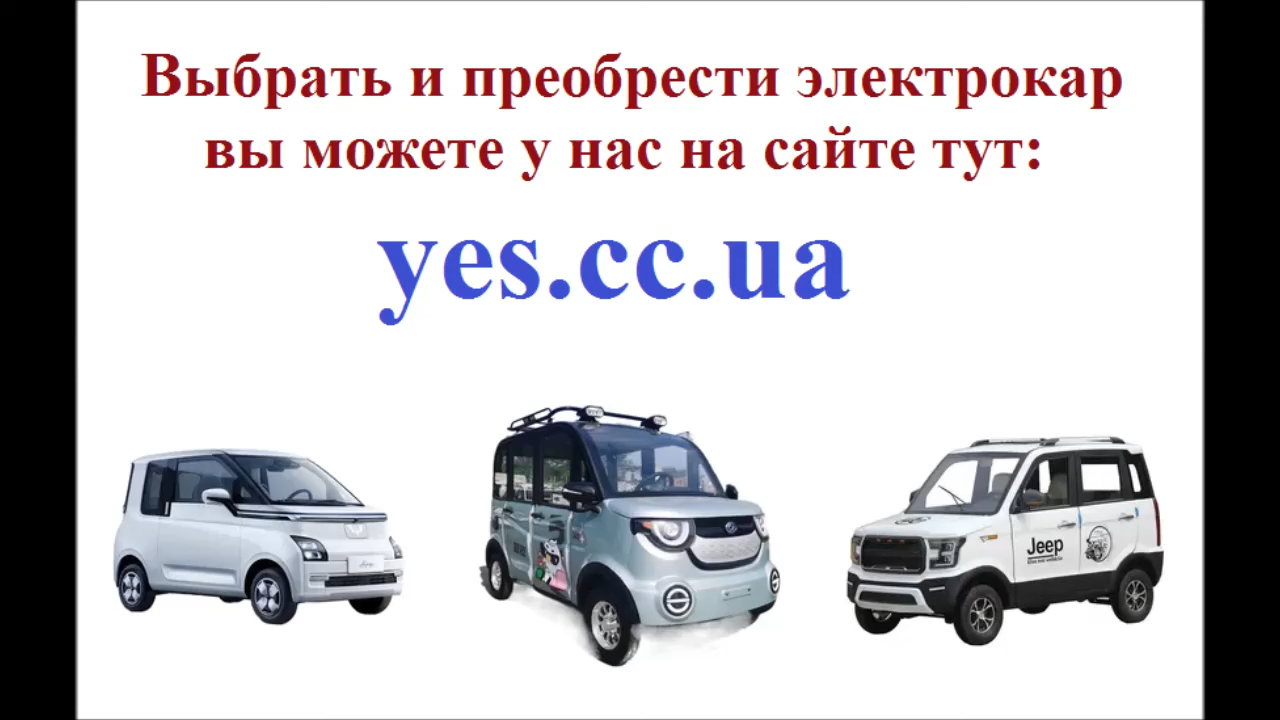 Выбрать и преобрести электрокар
вы можете у нас на сайте тут:
yes.cc.ua
Jeep